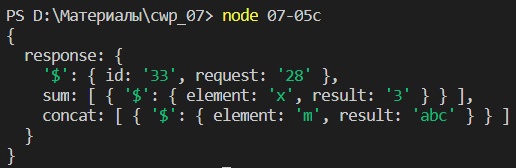 PS D:\Материалы\cwp_07> node 07-05c
{
  response: {
    '$': { id: '33', request: '28' },
    sum: [ { '$': { element: 'x', result: '3' } } ],
    concat: [ { '$': { element: 'm', result: 'abc' } } ]
  }
}